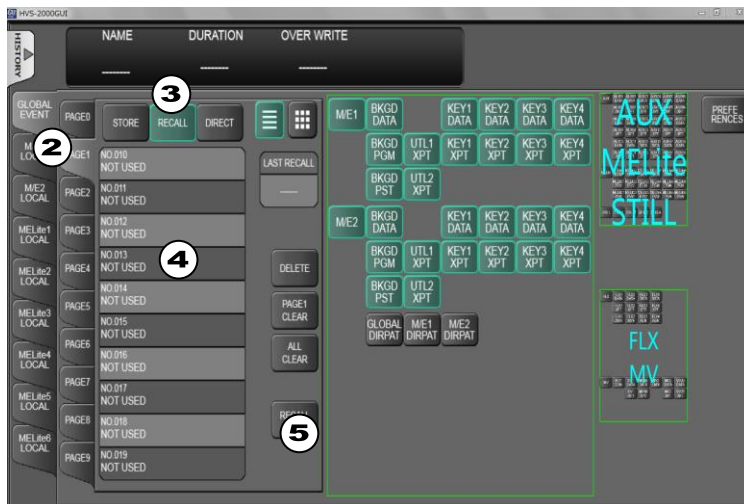 HVS-2000GUI
HISTORY
NAME DURATION OVER WRITE
-------- -------- --------
GLOBAL EVENT
M/E2 LOCAL
MELite1 LOCAL
MELite2 LOCAL
MELite3 LOCAL
MELite4 LOCAL
MELite5 LOCAL
MELite6 LOCAL
PAGE0
PAGE1
PAGE2
PAGE3
PAGE4
PAGE5
PAGE6
PAGE7
PAGE8
PAGE9
2
3
STORE RECALL DIRECT
NO.010
NOT USED
NO.011
NOT USED
NO.012
NOT USED
NO.013
NOT USED
4
NO.014
NOT USED
NO.015
NOT USED
NO.016
NOT USED
NO.017
NOT USED
NO.018
NOT USED
NO.019
NOT USED
LAST RECALL
-----
DELETE
PAGE1 CLEAR
ALL CLEAR
RECALL
5
M/E1 BKGD DATA KEY1 DATA KEY2 DATA KEY3 DATA KEY4 DATA
BKGD PGM UTL1 XPT KEY1 XPT KEY2 XPT KEY3 XPT KEY4 XPT
BKGD PST UTL2 XPT
M/E2 BKGD DATA KEY1 DATA KEY2 DATA KEY3 DATA KEY4 DATA
BKGD PGM UTL1 XPT KEY1 XPT KEY2 XPT KEY3 XPT KEY4 XPT
BKGD PST UTL2 XPT
GLOBAL DIRPAT M/E1 DIRPAT M/E2 DIRPAT
AUX
MELite
STILL
FLX
MV
PREFE RENCES